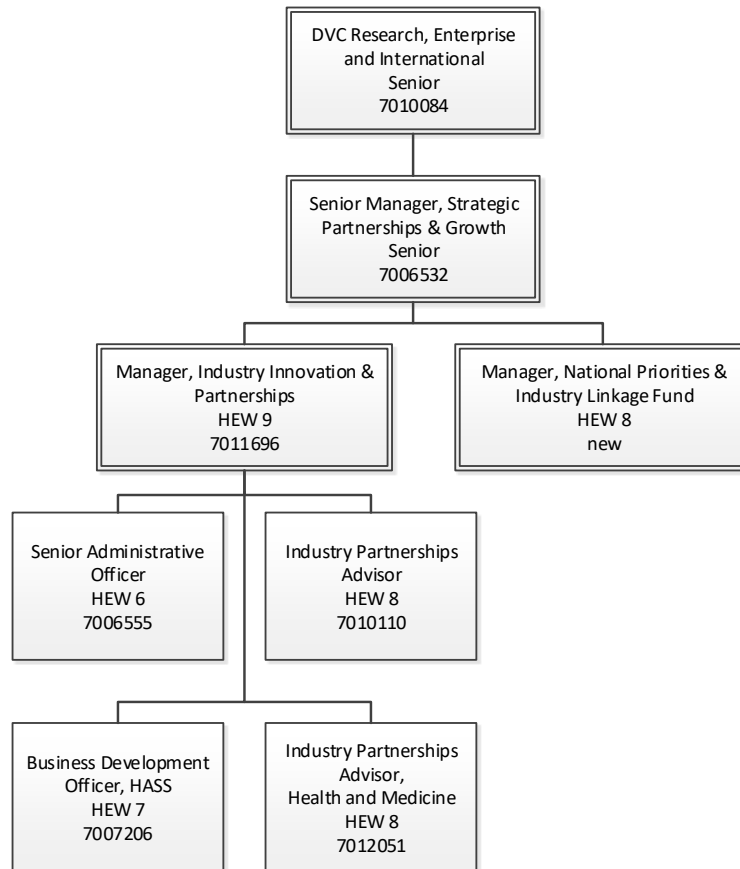 DVC Research, Enterprise
and International
Senior
7010084
Senior Manager, Strategic
Partnerships & Growth
Senior
7006532
Manager, Industry Innovation &
Partnerships
HEW 9
7011696
Manager, National Priorities &
Industry Linkage Fund
HEW 8
new
Senior Administrative
Officer
HEW 6
7006555
Industry Partnerships
Advisor
HEW 8
7010110
Business Development
Officer, HASS
HEW 7
7007206
Industry Partnerships
Advisor,
Health and Medicine
HEW 8
7012051